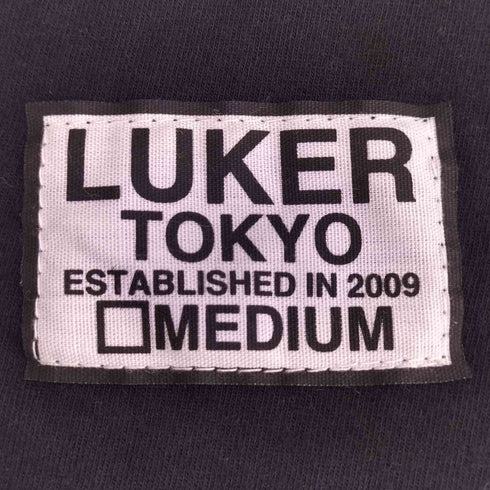 LUKER
TOKYO
ESTABLISHED IN 2009
☐MEDIUM